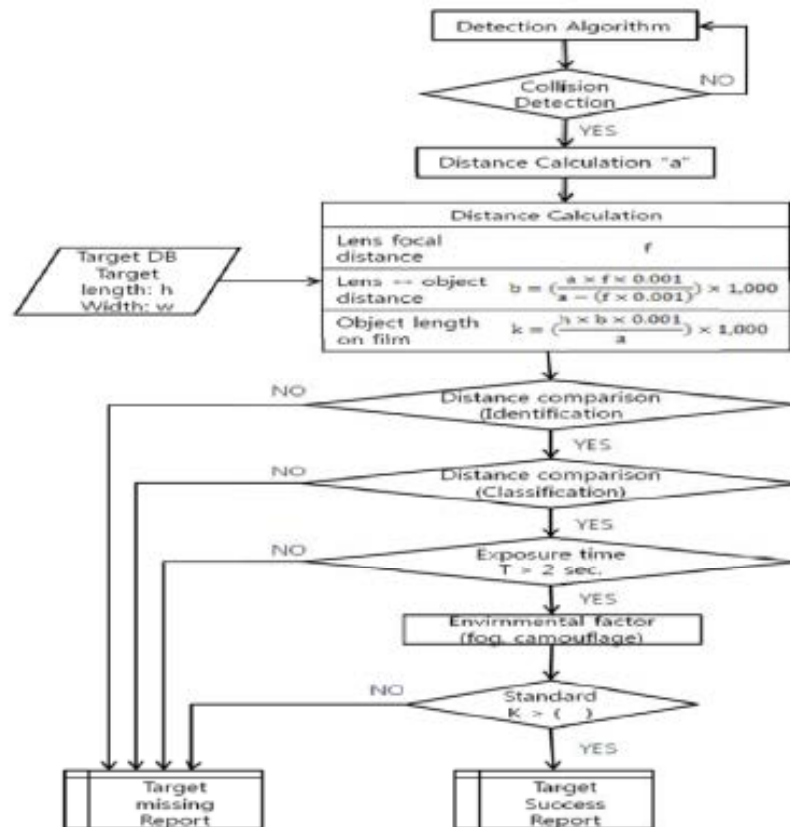 Detection Algorithm
NO
Collision
Detection
YES
Distance Calculation "a"
Distance Calculation
Lens focal
distance
f
Target DB
Target
length: h
Width: w
Lens ↔ object
distance
b = (a × f × 0.001 / a − (f × 0.001)) × 1,000
Object length
on film
k = (h × b × 0.001 / a) × 1,000
NO
Distance comparison
(Identification
YES
NO
Distance comparison
(Classification)
YES
NO
Exposure time
T > 2 sec.
YES
Envirnmental factor
(fog, camouflage)
NO
Standard
K > ( )
YES
Target
missing
Report
Target
Success
Report